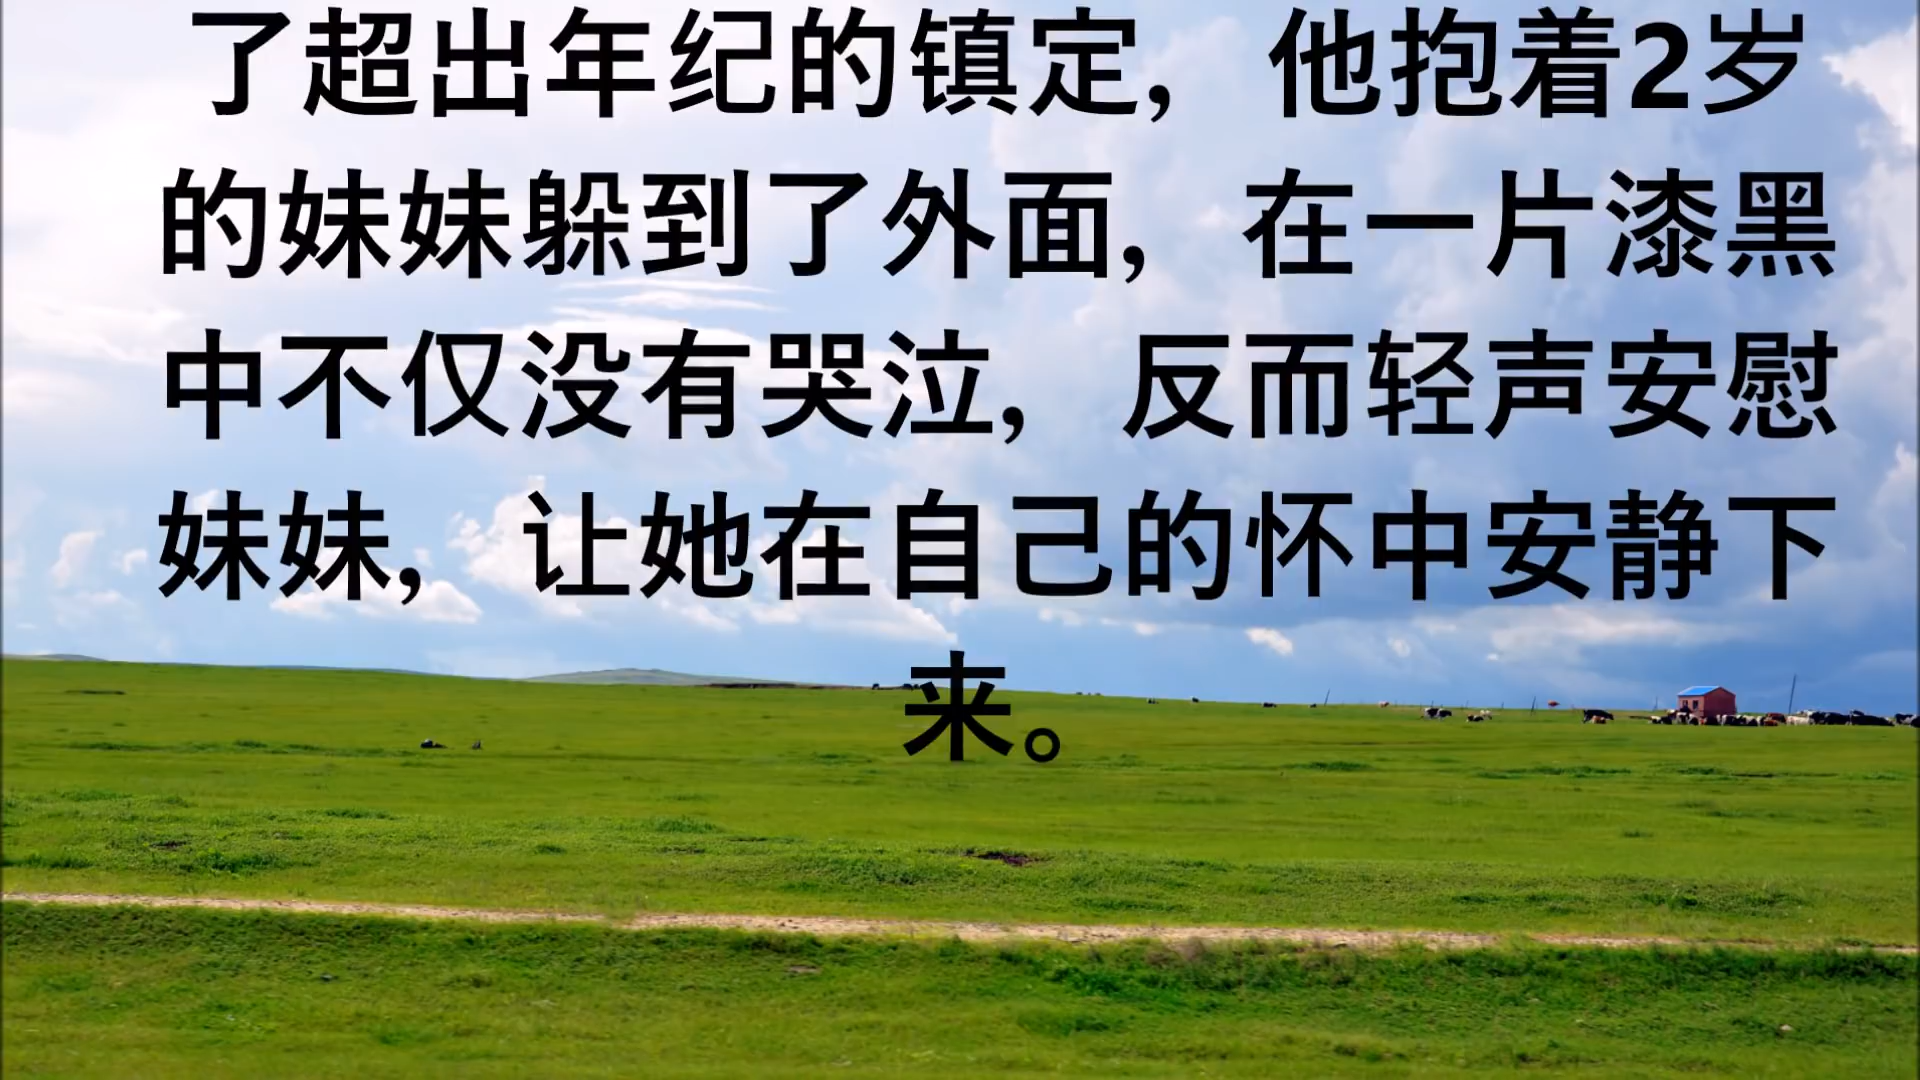 了超出年纪的镇定，他抱着2岁
的妹妹躲到了外面，在一片漆黑
中不仅没有哭泣，反而轻声安慰
妹妹，让她在自己的怀中安静下
来。